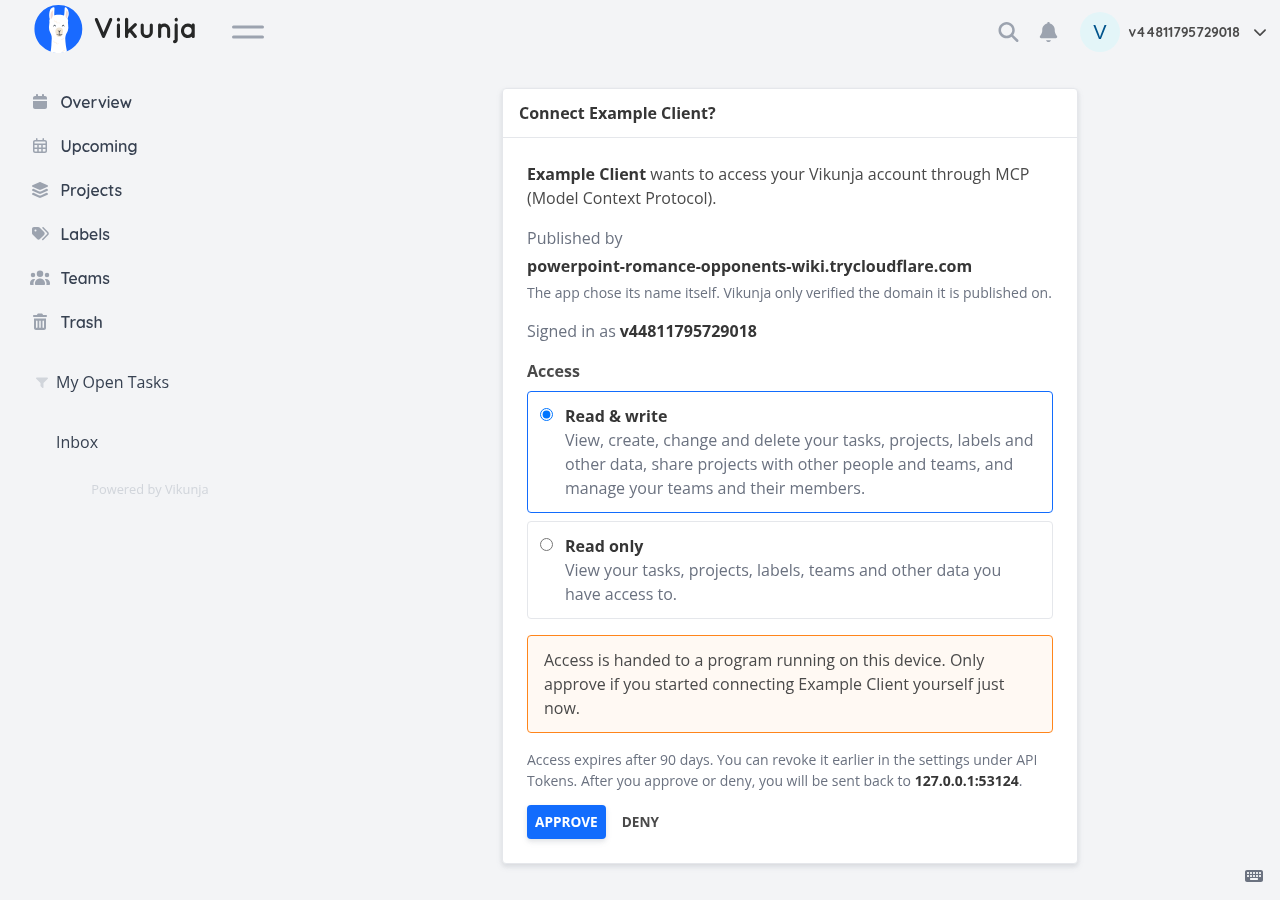 Vikunja
V
v44811795729018
Overview
Upcoming
Projects
Labels
Teams
Trash
My Open Tasks
Inbox
Powered by Vikunja
Connect Example Client?
Example Client wants to access your Vikunja account through MCP
(Model Context Protocol).
Published by
powerpoint-romance-opponents-wiki.trycloudflare.com
The app chose its name itself. Vikunja only verified the domain it is published on.
Signed in as v44811795729018
Access
Read & write
View, create, change and delete your tasks, projects, labels and
other data, share projects with other people and teams, and
manage your teams and their members.
Read only
View your tasks, projects, labels, teams and other data you
have access to.
Access is handed to a program running on this device. Only
approve if you started connecting Example Client yourself just
now.
Access expires after 90 days. You can revoke it earlier in the settings under API
Tokens. After you approve or deny, you will be sent back to 127.0.0.1:53124.
APPROVE
DENY